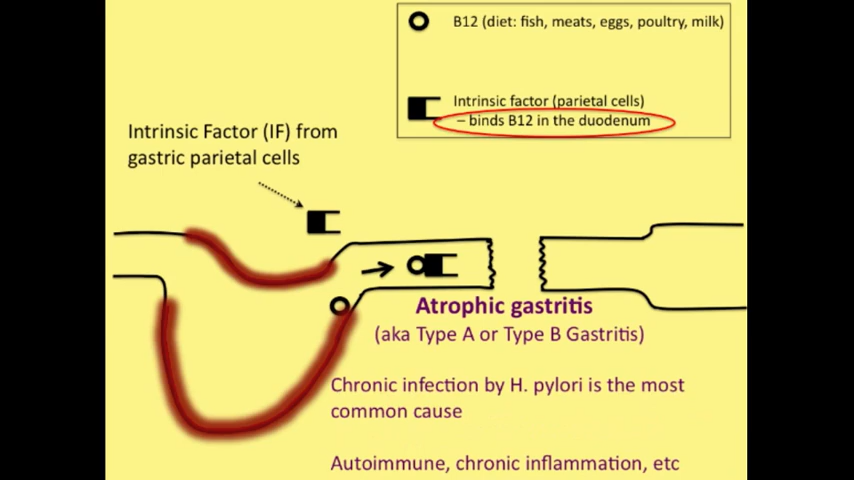 B12 (diet: fish, meats, eggs, poultry, milk)
Intrinsic factor (parietal cells)
– binds B12 in the duodenum
Intrinsic Factor (IF) from
gastric parietal cells
Atrophic gastritis
(aka Type A or Type B Gastritis)
Chronic infection by H. pylori is the most
common cause
Autoimmune, chronic inflammation, etc